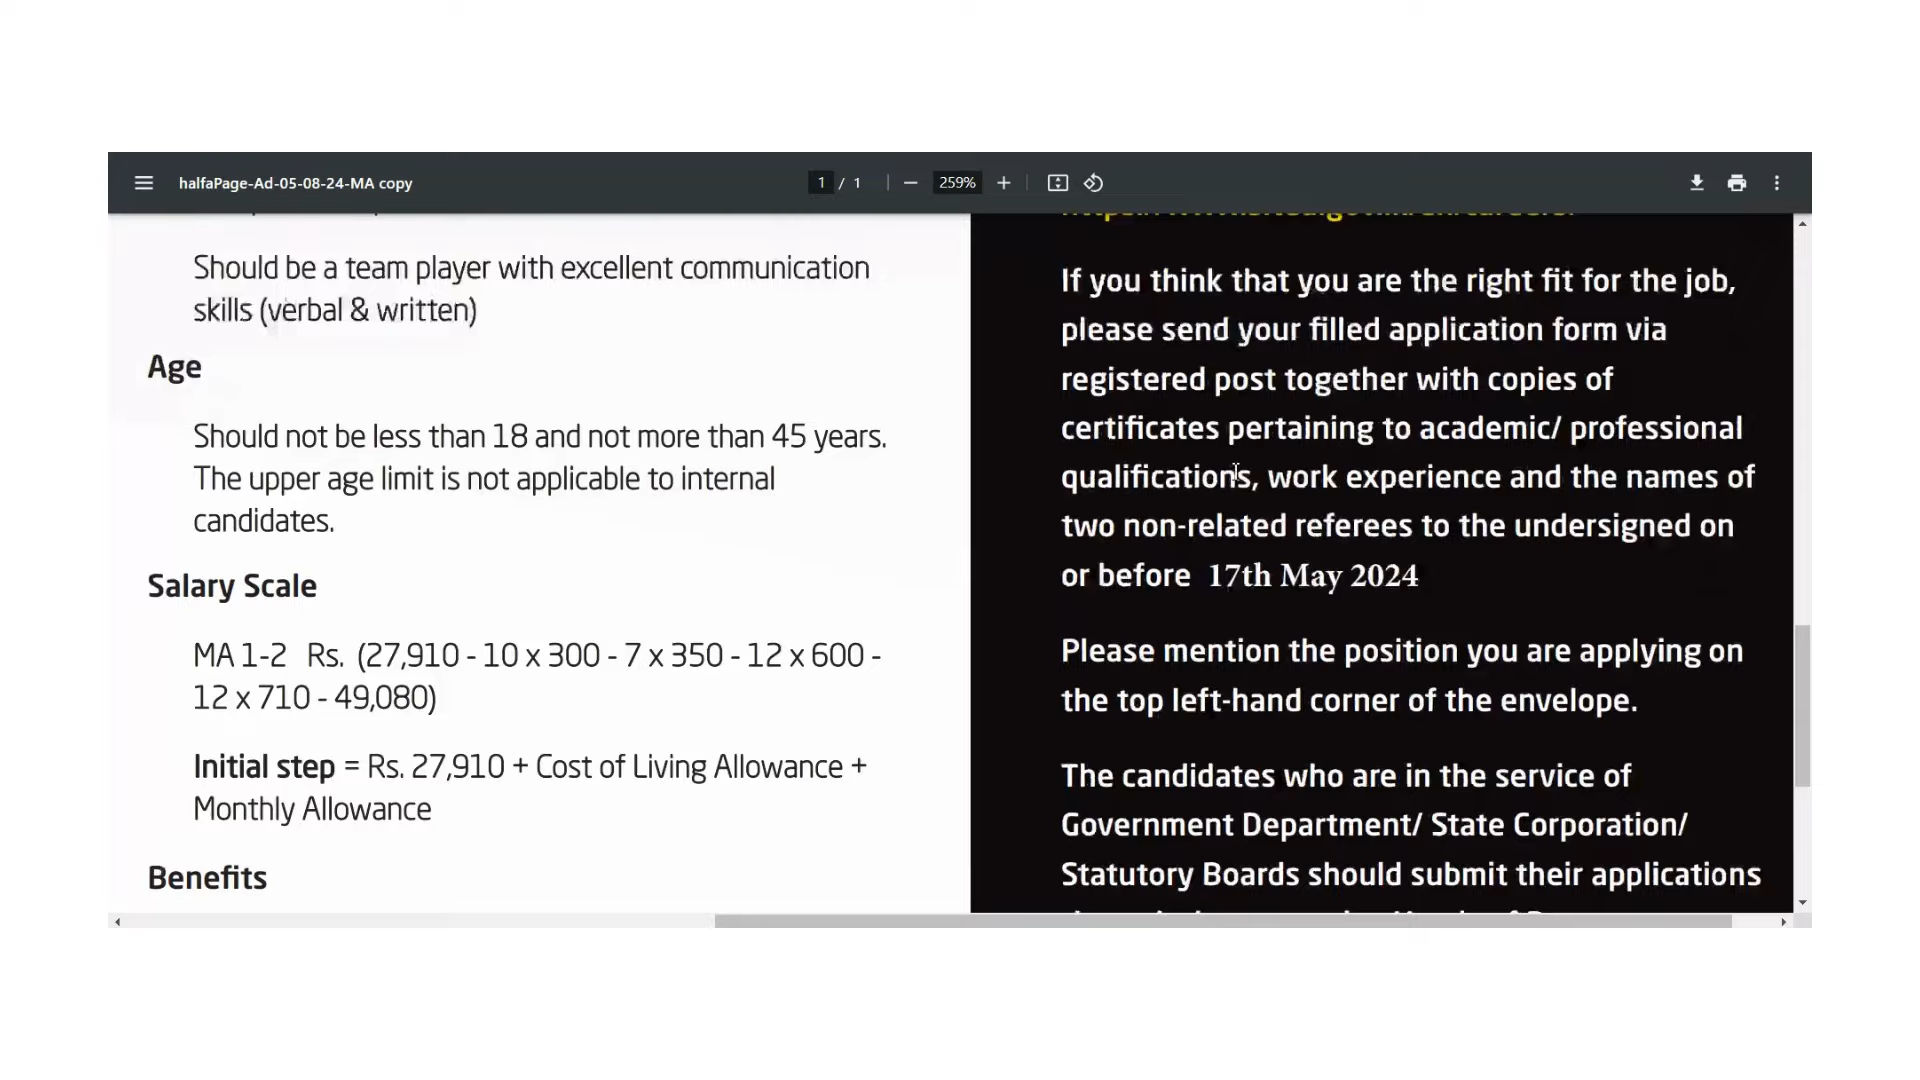 halfaPage-Ad-05-08-24-MA copy
1 / 1
259%
Should be a team player with excellent communication
skills (verbal & written)
Age
Should not be less than 18 and not more than 45 years.
The upper age limit is not applicable to internal
candidates.
Salary Scale
MA 1-2 Rs. (27,910 - 10 x 300 - 7 x 350 - 12 x 600 -
12 x 710 - 49,080)
Initial step = Rs. 27,910 + Cost of Living Allowance +
Monthly Allowance
Benefits
If you think that you are the right fit for the job,
please send your filled application form via
registered post together with copies of
certificates pertaining to academic/ professional
qualifications, work experience and the names of
two non-related referees to the undersigned on
or before 17th May 2024
Please mention the position you are applying on
the top left-hand corner of the envelope.
The candidates who are in the service of
Government Department/ State Corporation/
Statutory Boards should submit their applications